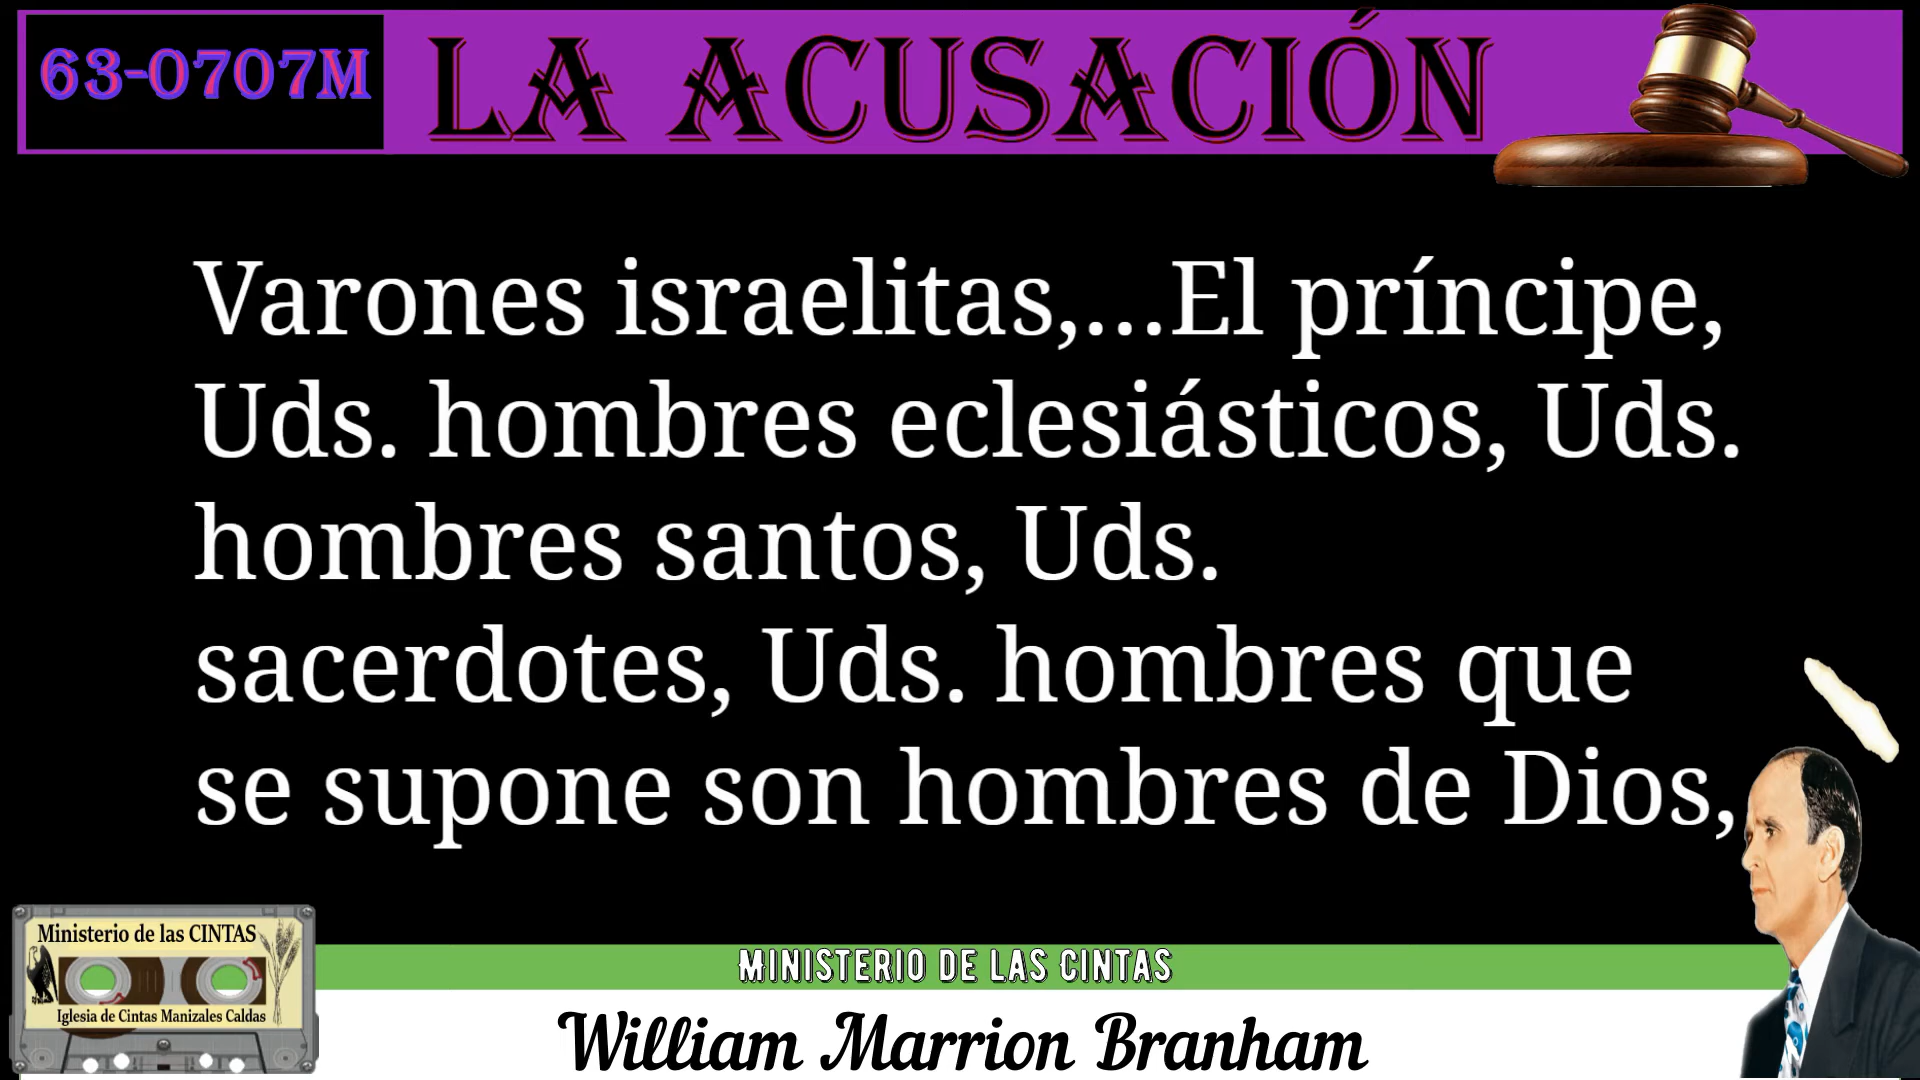 63-0707M
LA ACUSACIÓN
Varones israelitas,...El príncipe,
Uds. hombres eclesiásticos, Uds.
hombres santos, Uds.
sacerdotes, Uds. hombres que
se supone son hombres de Dios,
Ministerio de las CINTAS
Iglesia de Cintas Manizales Caldas
MINISTERIO DE LAS CINTAS
William Marrion Branham